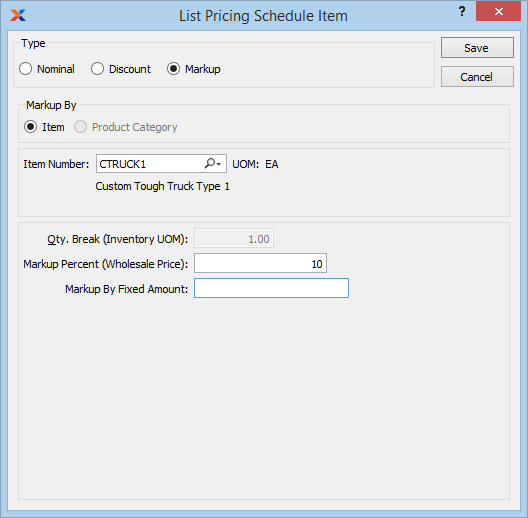 List Pricing Schedule Item
?
Type
Nominal Discount Markup
Save
Cancel
Markup By
Item Product Category
Item Number: CTRUCK1 UOM: EA
Custom Tough Truck Type 1
Qty. Break (Inventory UOM): 1.00
Markup Percent (Wholesale Price): 10
Markup By Fixed Amount: